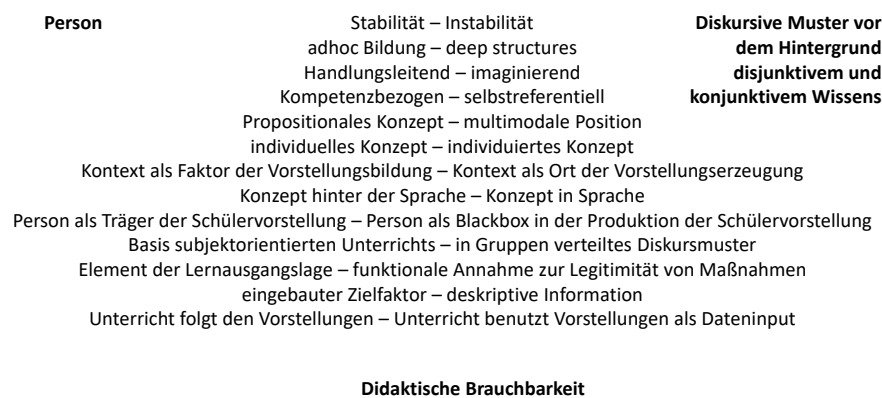 Person
Stabilität – Instabilität
Diskursive Muster vor
adhoc Bildung – deep structures
dem Hintergrund
Handlungsleitend – imaginierend
disjunktivem und
Kompetenzbezogen – selbstreferentiell
konjunktivem Wissens
Propositionales Konzept – multimodale Position
individuelles Konzept – individuiertes Konzept
Kontext als Faktor der Vorstellungsbildung – Kontext als Ort der Vorstellungserzeugung
Konzept hinter der Sprache – Konzept in Sprache
Person als Träger der Schülervorstellung – Person als Blackbox in der Produktion der Schülervorstellung
Basis subjektorientierten Unterrichts – in Gruppen verteiltes Diskursmuster
Element der Lernausgangslage – funktionale Annahme zur Legitimität von Maßnahmen
eingebauter Zielfaktor – deskriptive Information
Unterricht folgt den Vorstellungen – Unterricht benutzt Vorstellungen als Dateninput
Didaktische Brauchbarkeit